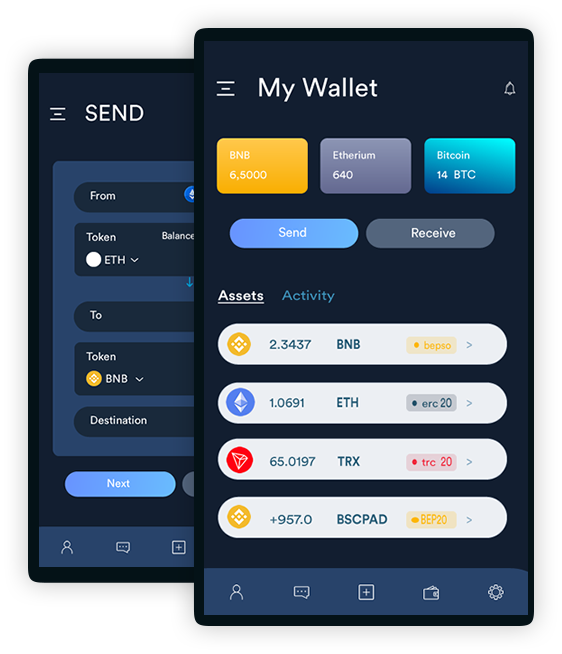 SEND
From
Token
Balance
ETH
To
Token
BNB
Destination
Next
My Wallet
BNB
6,5000
Etherium
640
Bitcoin
14 BTC
Send
Receive
Assets
Activity
2.3437 BNB bepso >
1.0691 ETH erc 20 >
65.0197 TRX trc 20 >
+957.0 BSCPAD BEP20 >